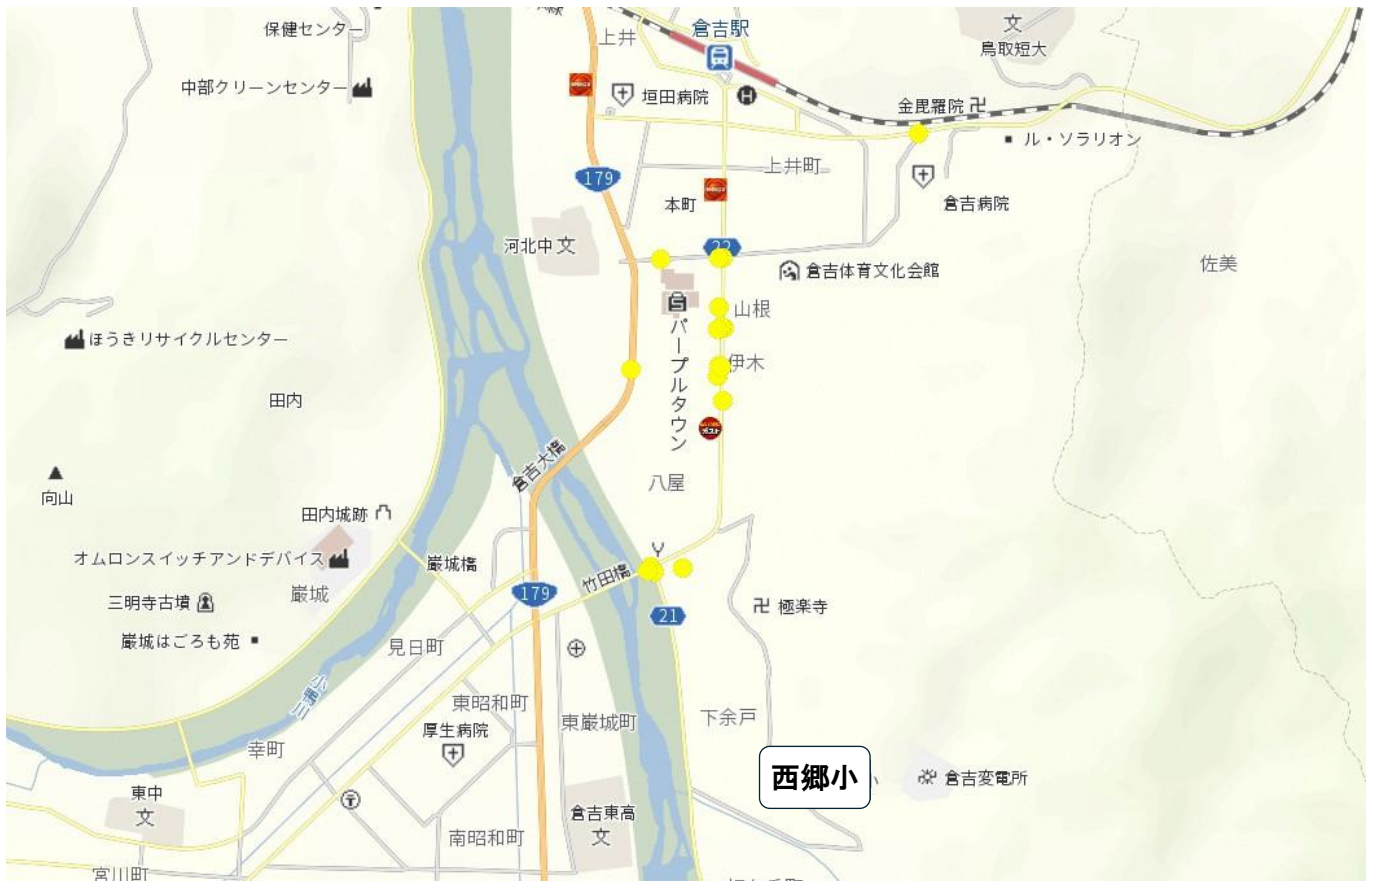 保健センター
上井
倉吉駅
文
鳥取短大
中部クリーンセンター
垣田病院
H
金毘羅院
ル・ソラリオン
上井町
179
本町
倉吉病院
河北中 文
22
倉吉体育文化会館
佐美
山根
パープルタウン
ほうきリサイクルセンター
伊木
田内
ガスト
倉吉大橋
八屋
向山
田内城跡
オムロンスイッチアンドデバイス
巌城橋
竹田橋
巌城
179
三明寺古墳
21
極楽寺
巌城はごろも苑
見日町
小鴨川
東昭和町
東巌城町
下余戸
厚生病院
幸町
西郷小
倉吉変電所
東中
文
倉吉東高
文
南昭和町
宮川町